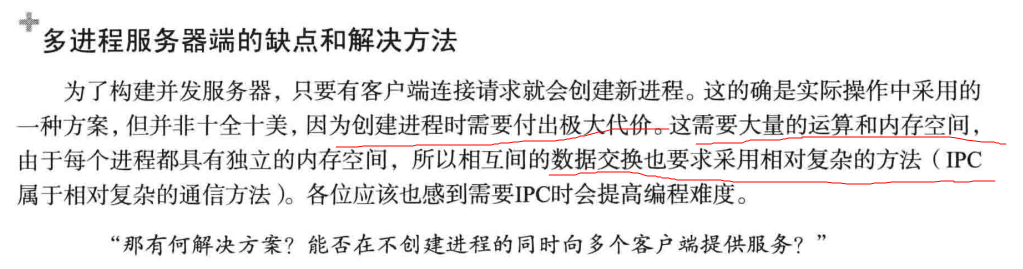 多进程服务器端的缺点和解决方法
为了构建并发服务器，只要有客户端连接请求就会创建新进程。这的确是实际操作中采用的
一种方案，但并非十全十美，因为创建进程时需要付出极大代价。这需要大量的运算和内存空间，
由于每个进程都具有独立的内存空间，所以相互间的数据交换也要求采用相对复杂的方法（IPC
属于相对复杂的通信方法）。各位应该也感到需要IPC时会提高编程难度。
“那有何解决方案？能否在不创建进程的同时向多个客户端提供服务？”